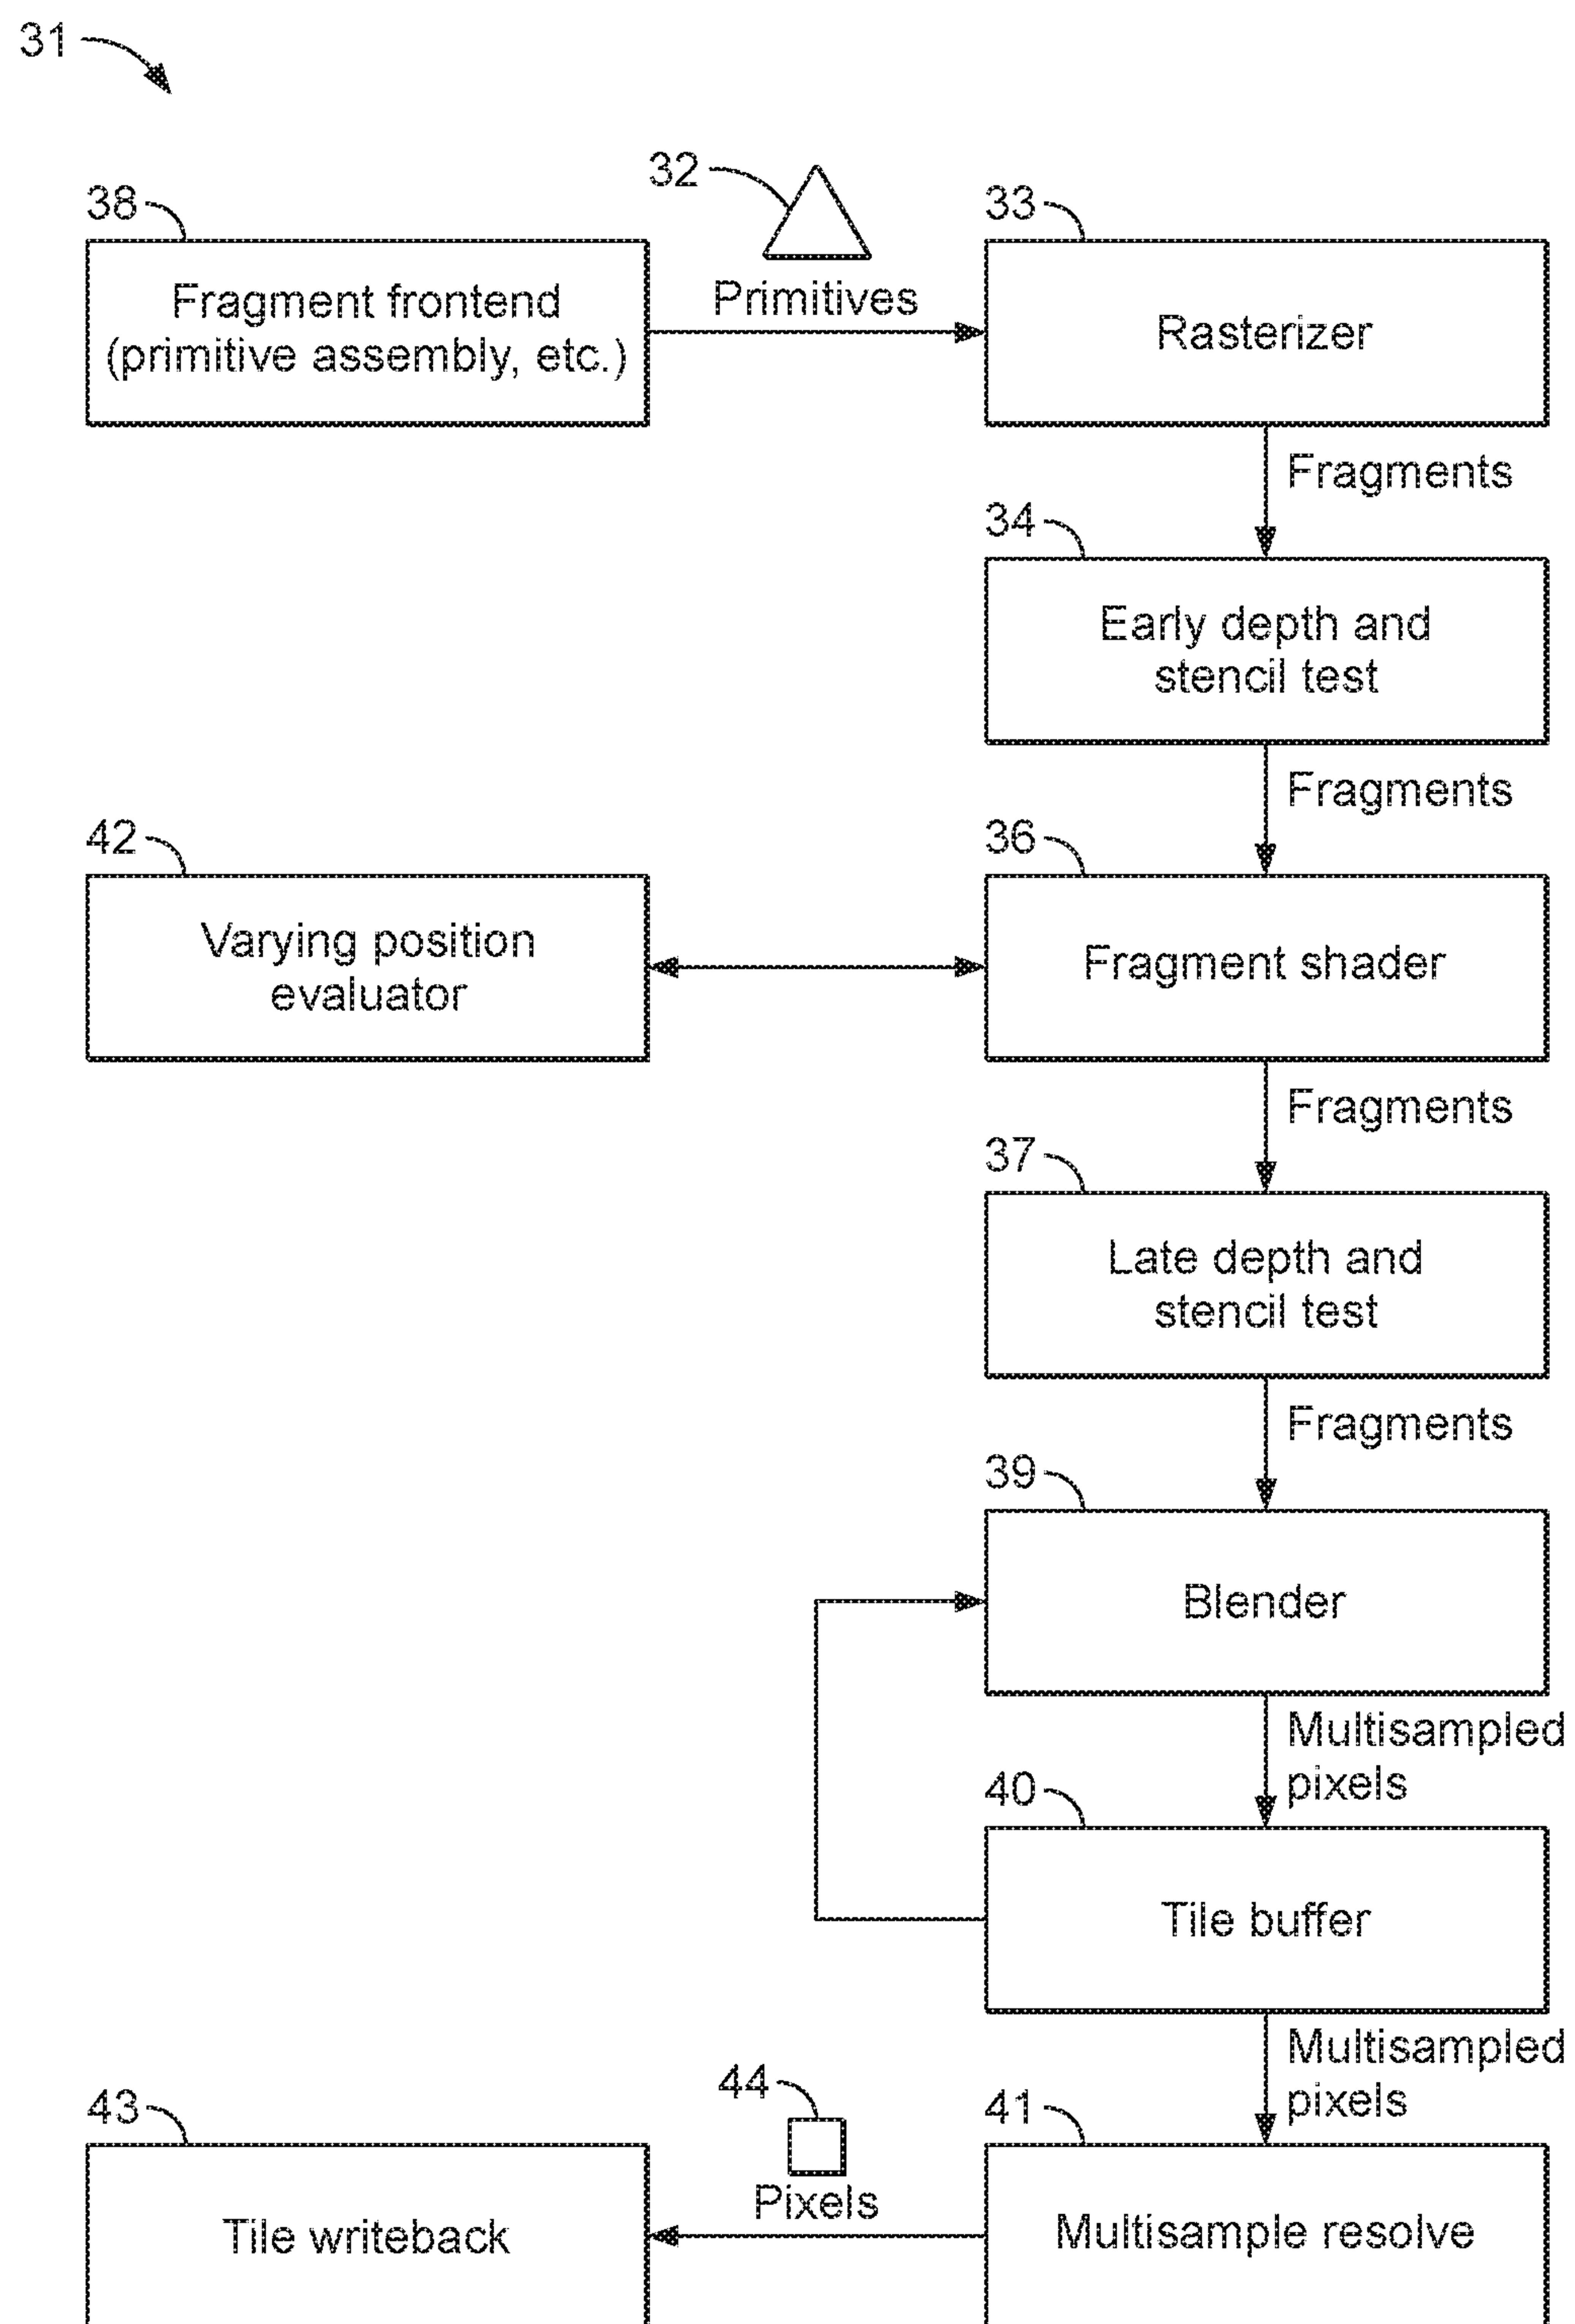 31
32
38
33
Fragment frontend
(primitive assembly, etc.)
Primitives
Rasterizer
Fragments
34
Early depth and
stencil test
Fragments
42
36
Varying position
evaluator
Fragment shader
Fragments
37
Late depth and
stencil test
Fragments
39
Blender
Multisampled
pixels
40
Tile buffer
Multisampled
pixels
44
43
41
Pixels
Tile writeback
Multisample resolve